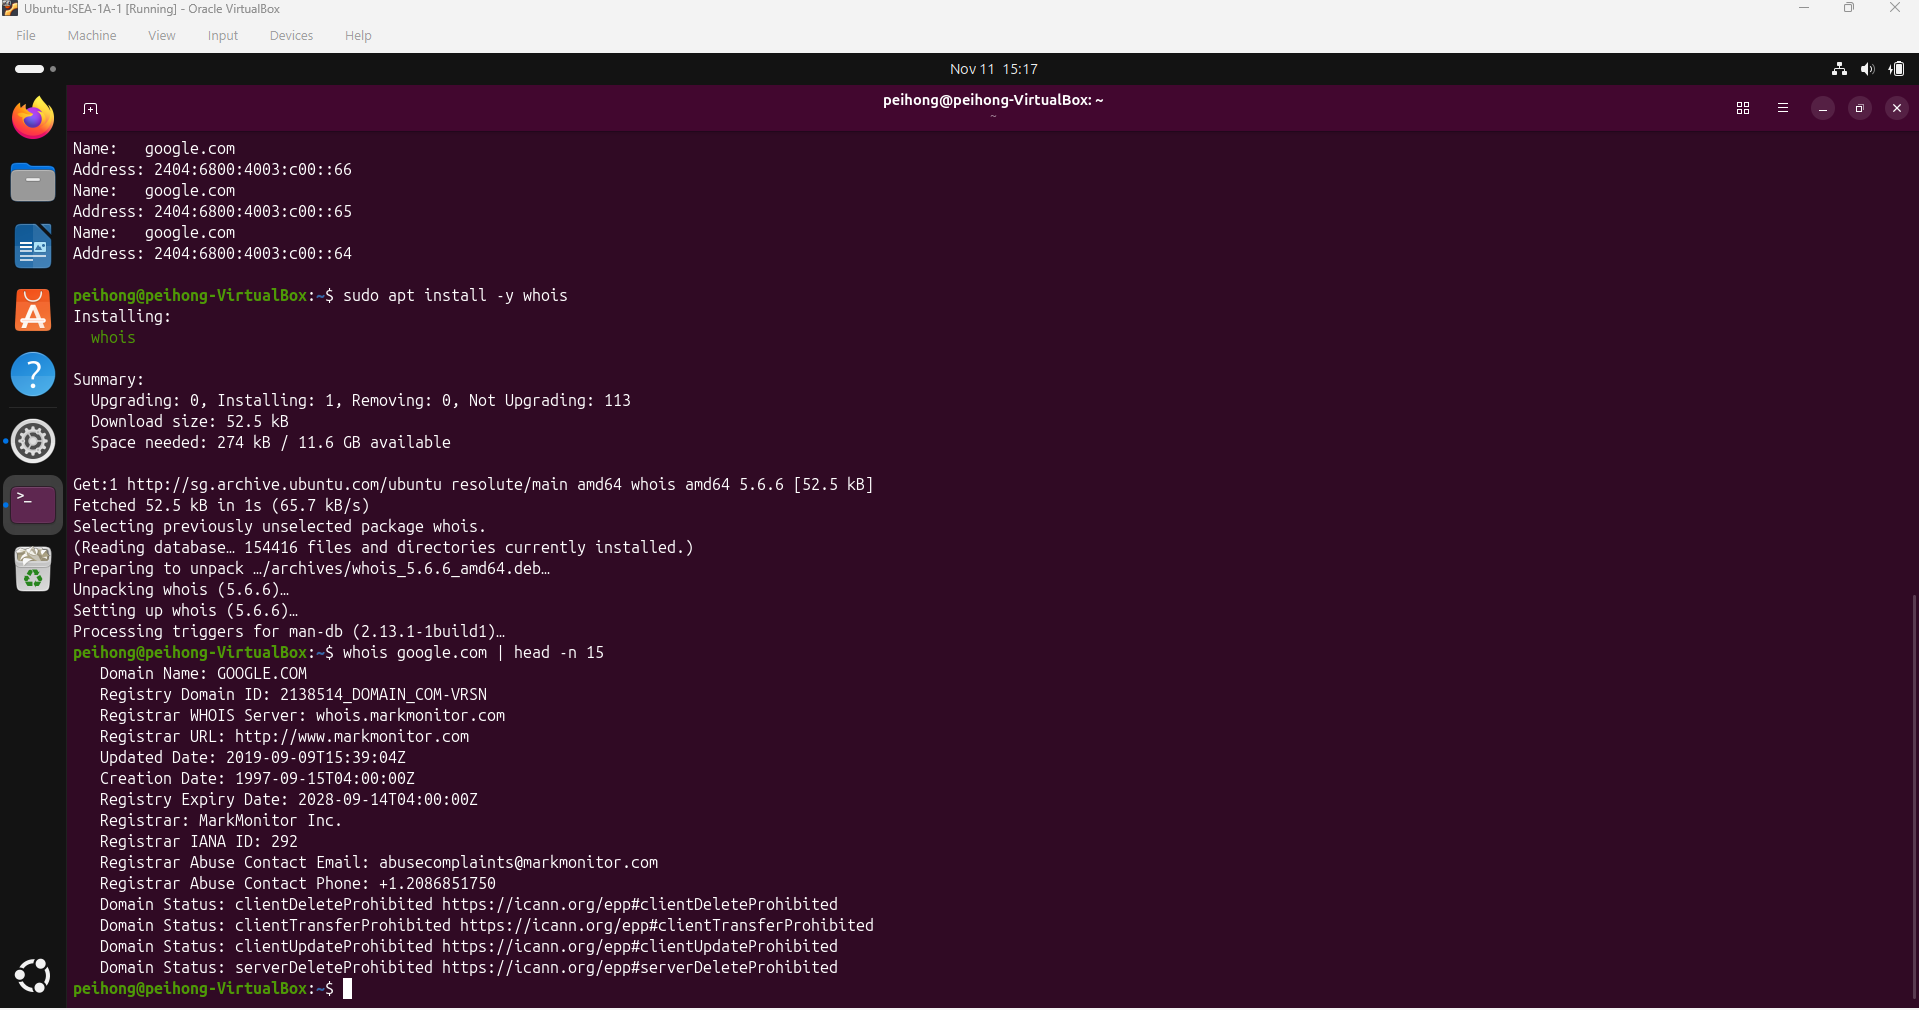 Ubuntu-ISEA-1A-1 [Running] - Oracle VirtualBox
File Machine View Input Devices Help
Nov 11 15:17
peihong@peihong-VirtualBox: ~
~
Name:   google.com
Address: 2404:6800:4003:c00::66
Name:   google.com
Address: 2404:6800:4003:c00::65
Name:   google.com
Address: 2404:6800:4003:c00::64
peihong@peihong-VirtualBox:~$ sudo apt install -y whois
Installing:
  whois
Summary:
  Upgrading: 0, Installing: 1, Removing: 0, Not Upgrading: 113
  Download size: 52.5 kB
  Space needed: 274 kB / 11.6 GB available
Get:1 http://sg.archive.ubuntu.com/ubuntu resolute/main amd64 whois amd64 5.6.6 [52.5 kB]
Fetched 52.5 kB in 1s (65.7 kB/s)
Selecting previously unselected package whois.
(Reading database… 154416 files and directories currently installed.)
Preparing to unpack …/archives/whois_5.6.6_amd64.deb…
Unpacking whois (5.6.6)…
Setting up whois (5.6.6)…
Processing triggers for man-db (2.13.1-1build1)…
peihong@peihong-VirtualBox:~$ whois google.com | head -n 15
   Domain Name: GOOGLE.COM
   Registry Domain ID: 2138514_DOMAIN_COM-VRSN
   Registrar WHOIS Server: whois.markmonitor.com
   Registrar URL: http://www.markmonitor.com
   Updated Date: 2019-09-09T15:39:04Z
   Creation Date: 1997-09-15T04:00:00Z
   Registry Expiry Date: 2028-09-14T04:00:00Z
   Registrar: MarkMonitor Inc.
   Registrar IANA ID: 292
   Registrar Abuse Contact Email: abusecomplaints@markmonitor.com
   Registrar Abuse Contact Phone: +1.2086851750
   Domain Status: clientDeleteProhibited https://icann.org/epp#clientDeleteProhibited
   Domain Status: clientTransferProhibited https://icann.org/epp#clientTransferProhibited
   Domain Status: clientUpdateProhibited https://icann.org/epp#clientUpdateProhibited
   Domain Status: serverDeleteProhibited https://icann.org/epp#serverDeleteProhibited
peihong@peihong-VirtualBox:~$